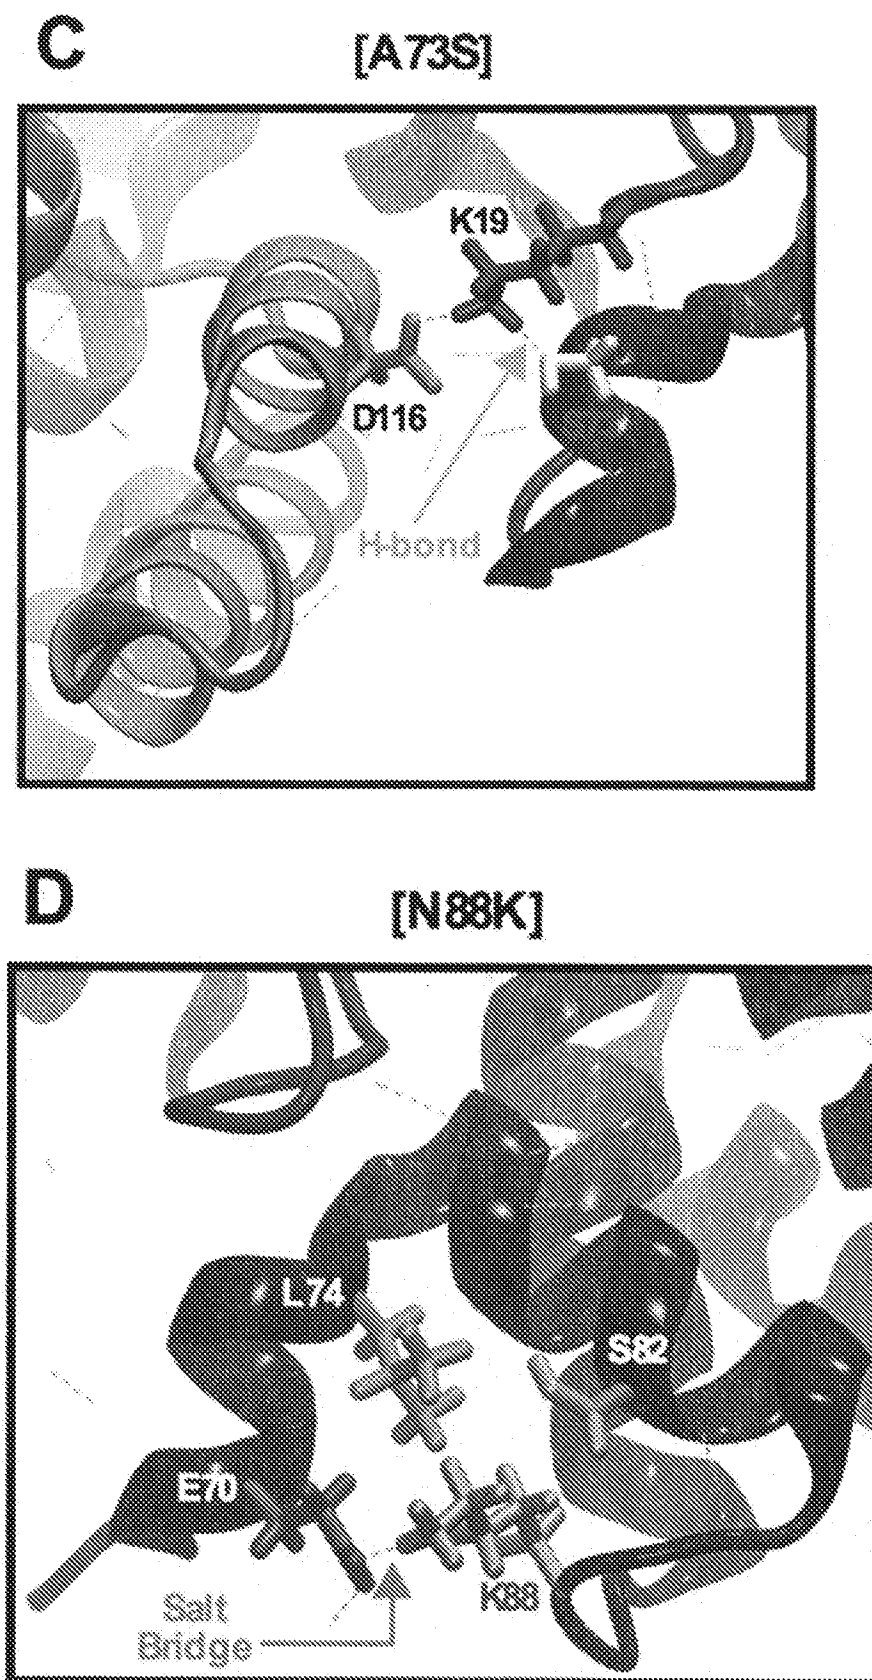 C
[A73S]
K19
D116
H-bond
D
[N88K]
L74
S82
E70
K88
Salt
Bridge